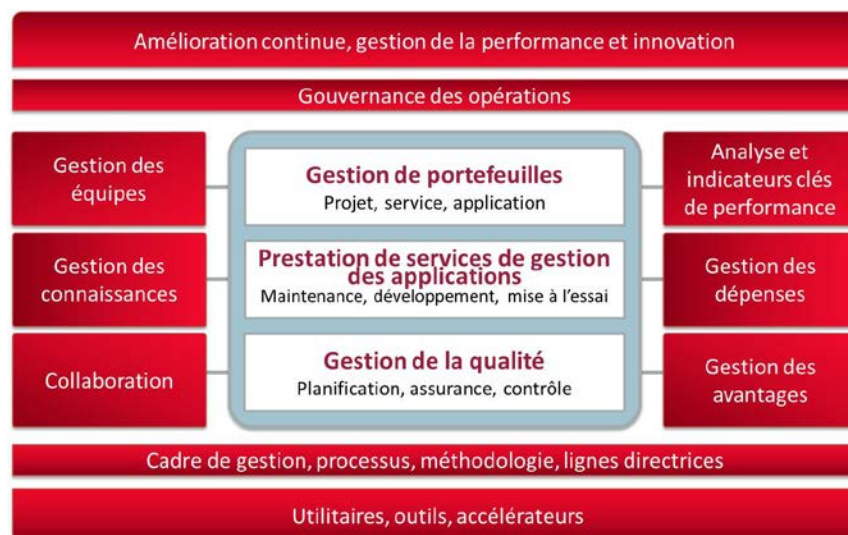 Amélioration continue, gestion de la performance et innovation
Gouvernance des opérations
Gestion des
équipes
Gestion de portefeuilles
Projet, service, application
Analyse et
indicateurs clés
de performance
Gestion des
connaissances
Prestation de services de gestion
des applications
Maintenance, développement, mise à l'essai
Gestion des
dépenses
Collaboration
Gestion de la qualité
Planification, assurance, contrôle
Gestion des
avantages
Cadre de gestion, processus, méthodologie, lignes directrices
Utilitaires, outils, accélérateurs